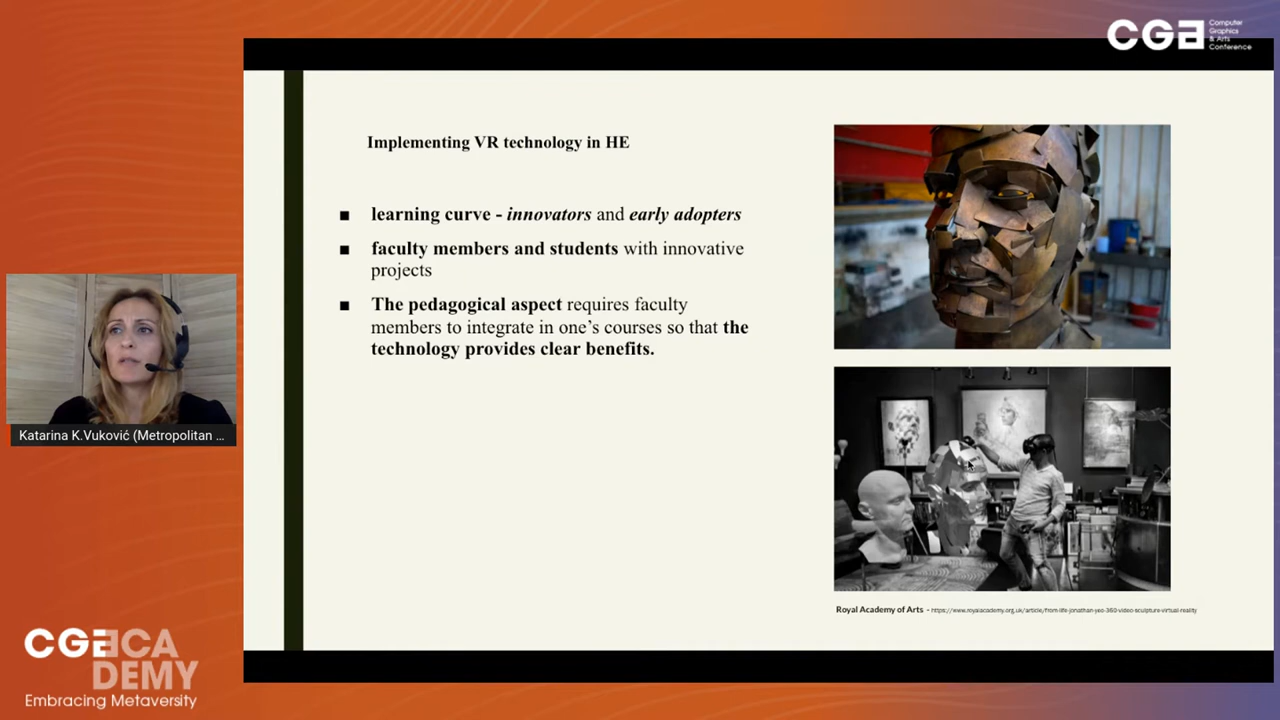 CGA Computer
Graphics
& Arts
Conference
Implementing VR technology in HE
■ learning curve - innovators and early adopters
■ faculty members and students with innovative
projects
■ The pedagogical aspect requires faculty
members to integrate in one’s courses so that the
technology provides clear benefits.
Royal Academy of Arts - https://www.royalacademy.org.uk/article/from-life-jonathan-yeo-360-video-sculpture-virtual-reality
Katarina K.Vuković (Metropolitan ...
CGACA
DEMY
Embracing Metaversity